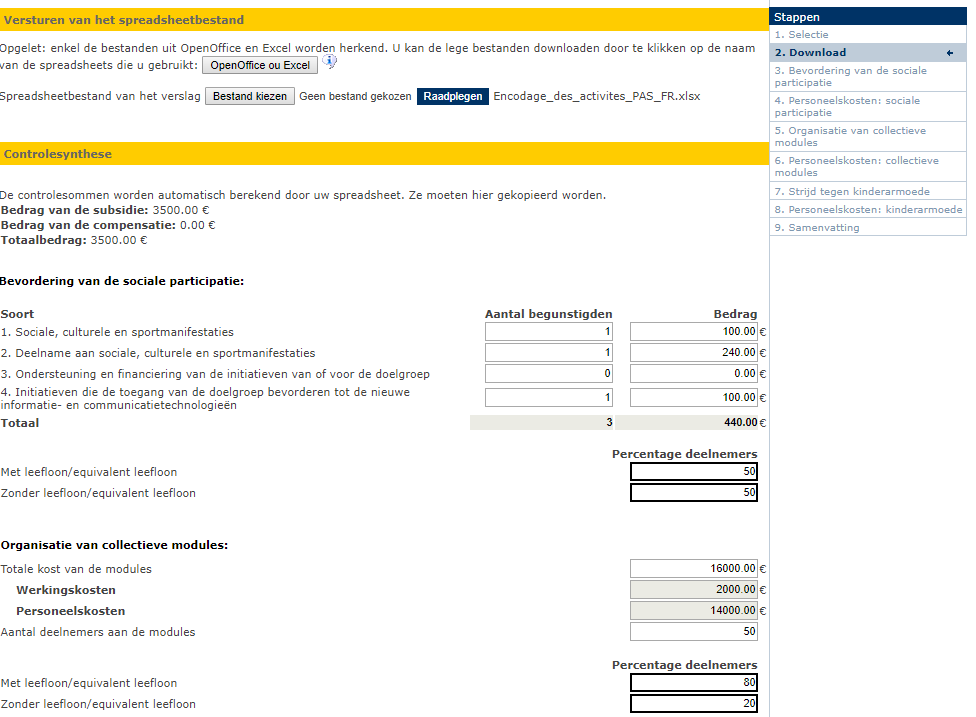 Versturen van het spreadsheetbestand
Opgelet: enkel de bestanden uit OpenOffice en Excel worden herkend. U kan de lege bestanden downloaden door te klikken op de naam
van de spreadsheets die u gebruikt: OpenOffice ou Excel
Spreadsheetbestand van het verslag Bestand kiezen Geen bestand gekozen Raadplegen Encodage_des_activites_PAS_FR.xlsx
Controlesynthese
De controlesommen worden automatisch berekend door uw spreadsheet. Ze moeten hier gekopieerd worden.
Bedrag van de subsidie: 3500.00 €
Bedrag van de compensatie: 0.00 €
Totaalbedrag: 3500.00 €
Bevordering van de sociale participatie:
Soort Aantal begunstigden Bedrag
1. Sociale, culturele en sportmanifestaties 1 100.00 €
2. Deelname aan sociale, culturele en sportmanifestaties 1 240.00 €
3. Ondersteuning en financiering van de initiatieven van of voor de doelgroep 0 0.00 €
4. Initiatieven die de toegang van de doelgroep bevorderen tot de nieuwe
informatie- en communicatietechnologieën 1 100.00 €
Totaal 3 440.00 €
Percentage deelnemers
Met leefloon/equivalent leefloon 50
Zonder leefloon/equivalent leefloon 50
Organisatie van collectieve modules:
Totale kost van de modules 16000.00 €
Werkingskosten 2000.00 €
Personeelskosten 14000.00 €
Aantal deelnemers aan de modules 50
Percentage deelnemers
Met leefloon/equivalent leefloon 80
Zonder leefloon/equivalent leefloon 20
Stappen
1. Selectie
2. Download
3. Bevordering van de sociale
participatie
4. Personeelskosten: sociale
participatie
5. Organisatie van collectieve
modules
6. Personeelskosten: collectieve
modules
7. Strijd tegen kinderarmoede
8. Personeelskosten: kinderarmoede
9. Samenvatting